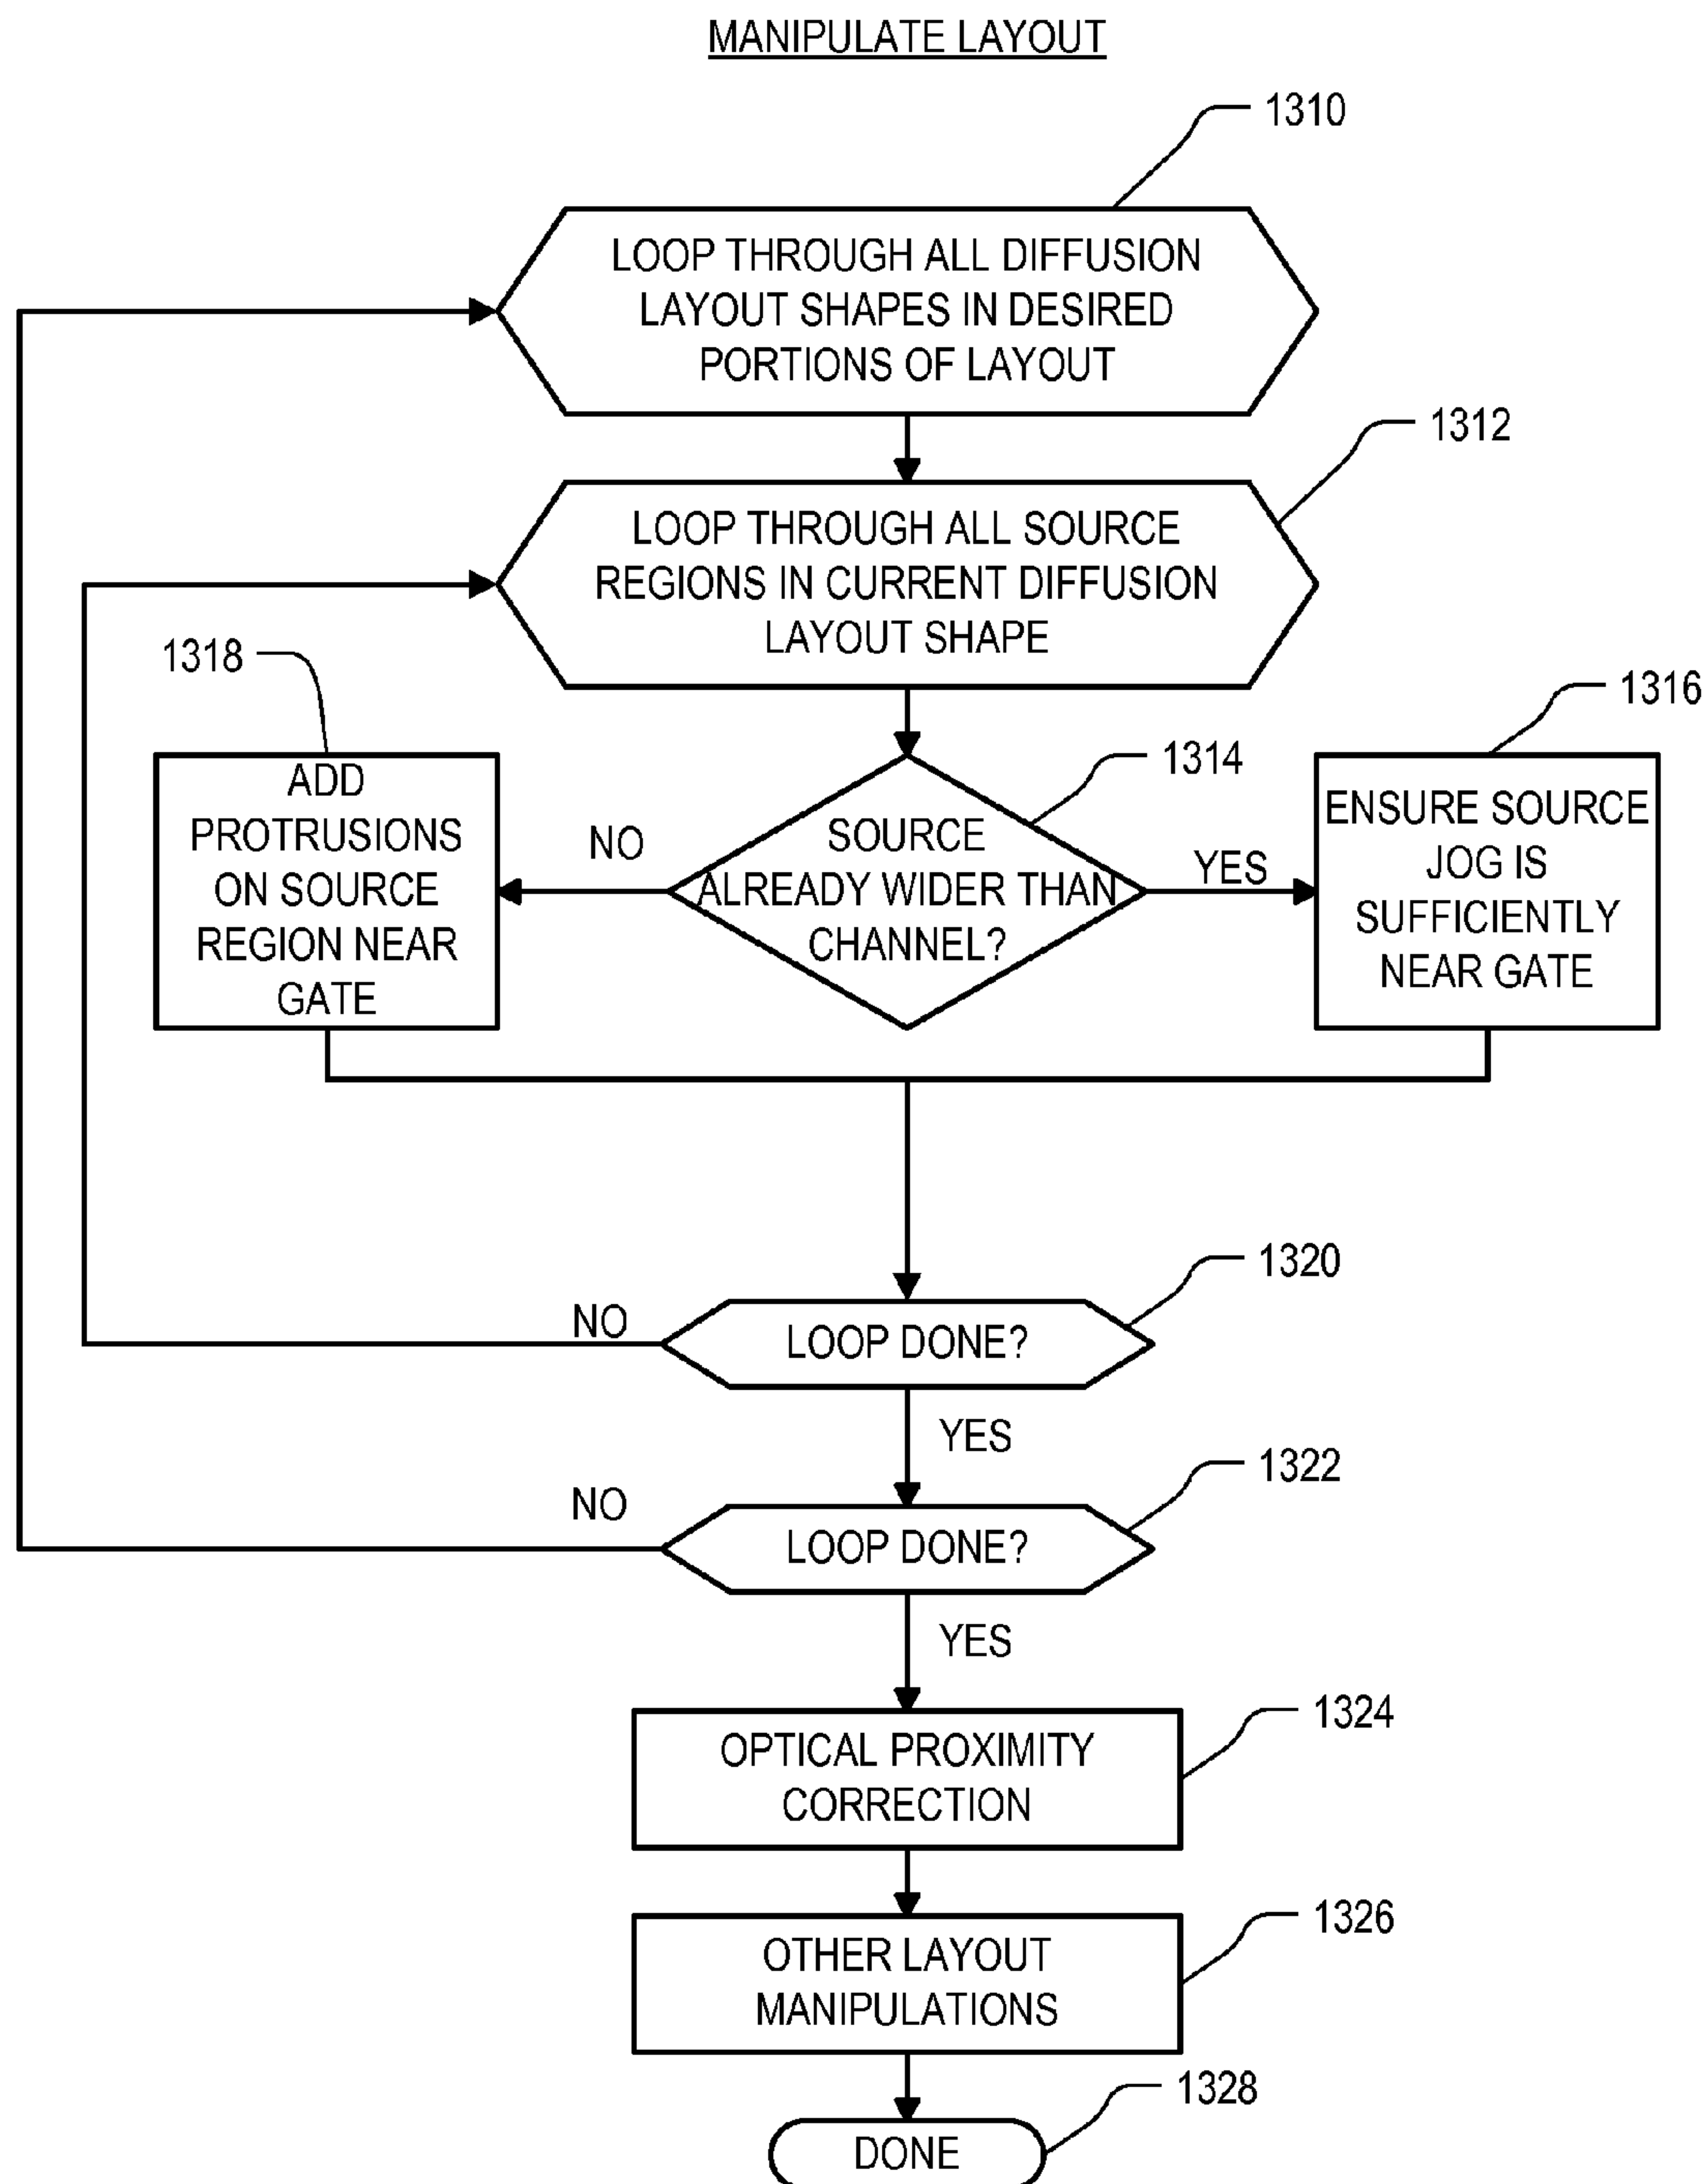 MANIPULATE LAYOUT
1310
LOOP THROUGH ALL DIFFUSION
LAYOUT SHAPES IN DESIRED
PORTIONS OF LAYOUT
1312
LOOP THROUGH ALL SOURCE
REGIONS IN CURRENT DIFFUSION
LAYOUT SHAPE
1318
ADD
PROTRUSIONS
ON SOURCE
REGION NEAR
GATE
NO
1314
SOURCE
ALREADY WIDER THAN
CHANNEL?
YES
1316
ENSURE SOURCE
JOG IS
SUFFICIENTLY
NEAR GATE
1320
NO
LOOP DONE?
YES
1322
NO
LOOP DONE?
YES
1324
OPTICAL PROXIMITY
CORRECTION
1326
OTHER LAYOUT
MANIPULATIONS
1328
DONE